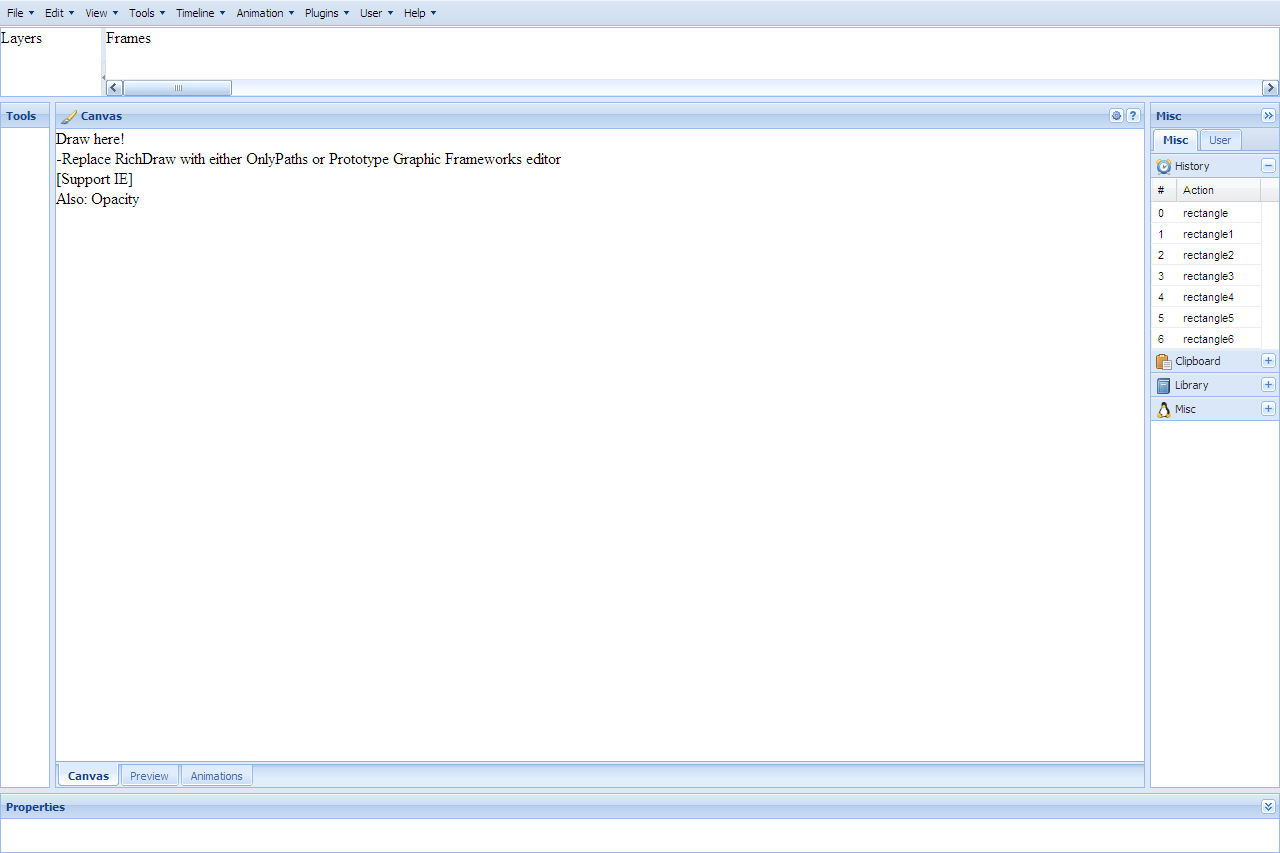 File Edit View Tools Timeline Animation Plugins User Help
Layers
Frames
Tools
Canvas
?
Draw here!
-Replace RichDraw with either OnlyPaths or Prototype Graphic Frameworks editor
[Support IE]
Also: Opacity
Canvas Preview Animations
Misc
Misc User
History
# Action
0 rectangle
1 rectangle1
2 rectangle2
3 rectangle3
4 rectangle4
5 rectangle5
6 rectangle6
Clipboard
Library
Misc
Properties